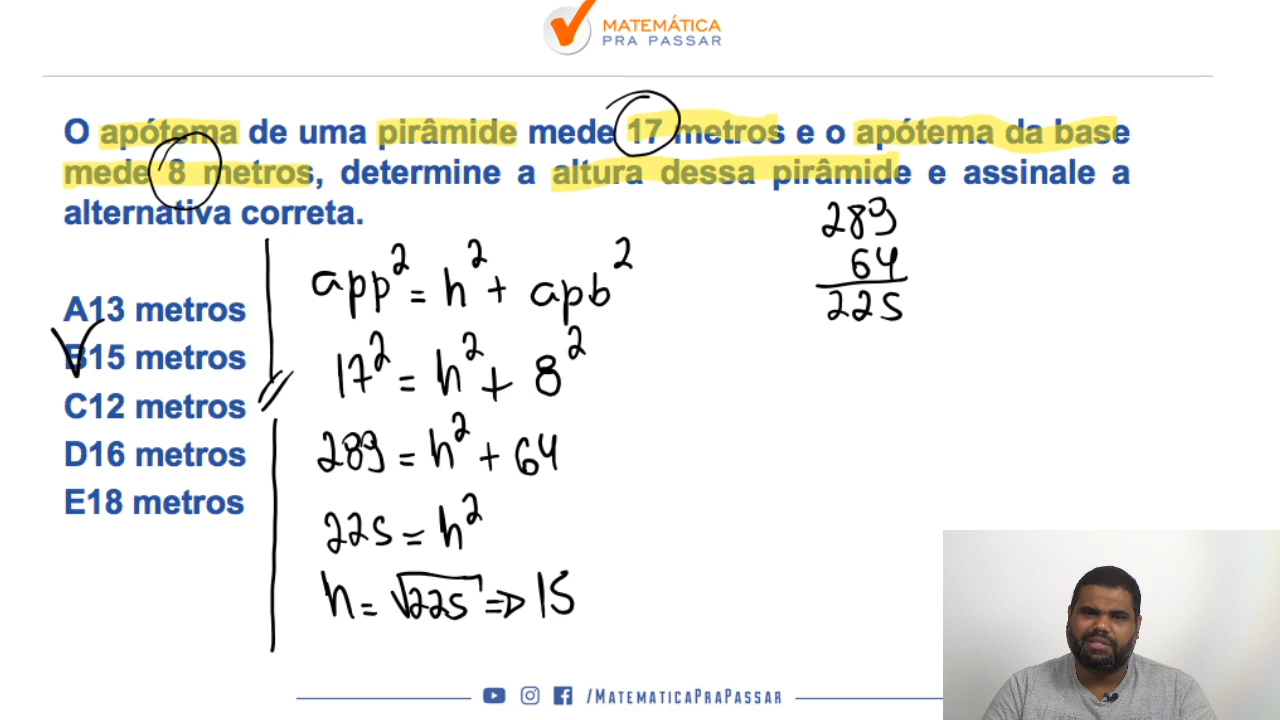 MATEMÁTICA
PRA PASSAR
O apótema de uma pirâmide mede 17 metros e o apótema da base
mede 8 metros, determine a altura dessa pirâmide e assinale a
alternativa correta.
A13 metros
B15 metros
C12 metros
D16 metros
E18 metros
app² = h² + apb²
17² = h² + 8²
289 = h² + 64
225 = h²
h = √225 => 15
289
64
225
/MATEMATICAPRAPASSAR